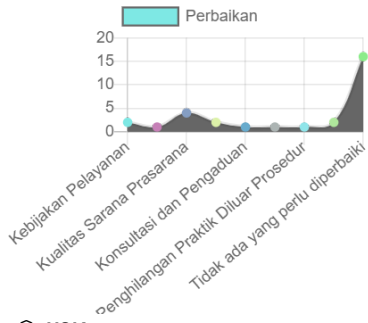 Perbaikan
20
15
10
5
0
Kebijakan Pelayanan
Kualitas Sarana Prasarana
Konsultasi dan Pengaduan
Penghilangan Praktik Diluar Prosedur
Tidak ada yang perlu diperbaiki